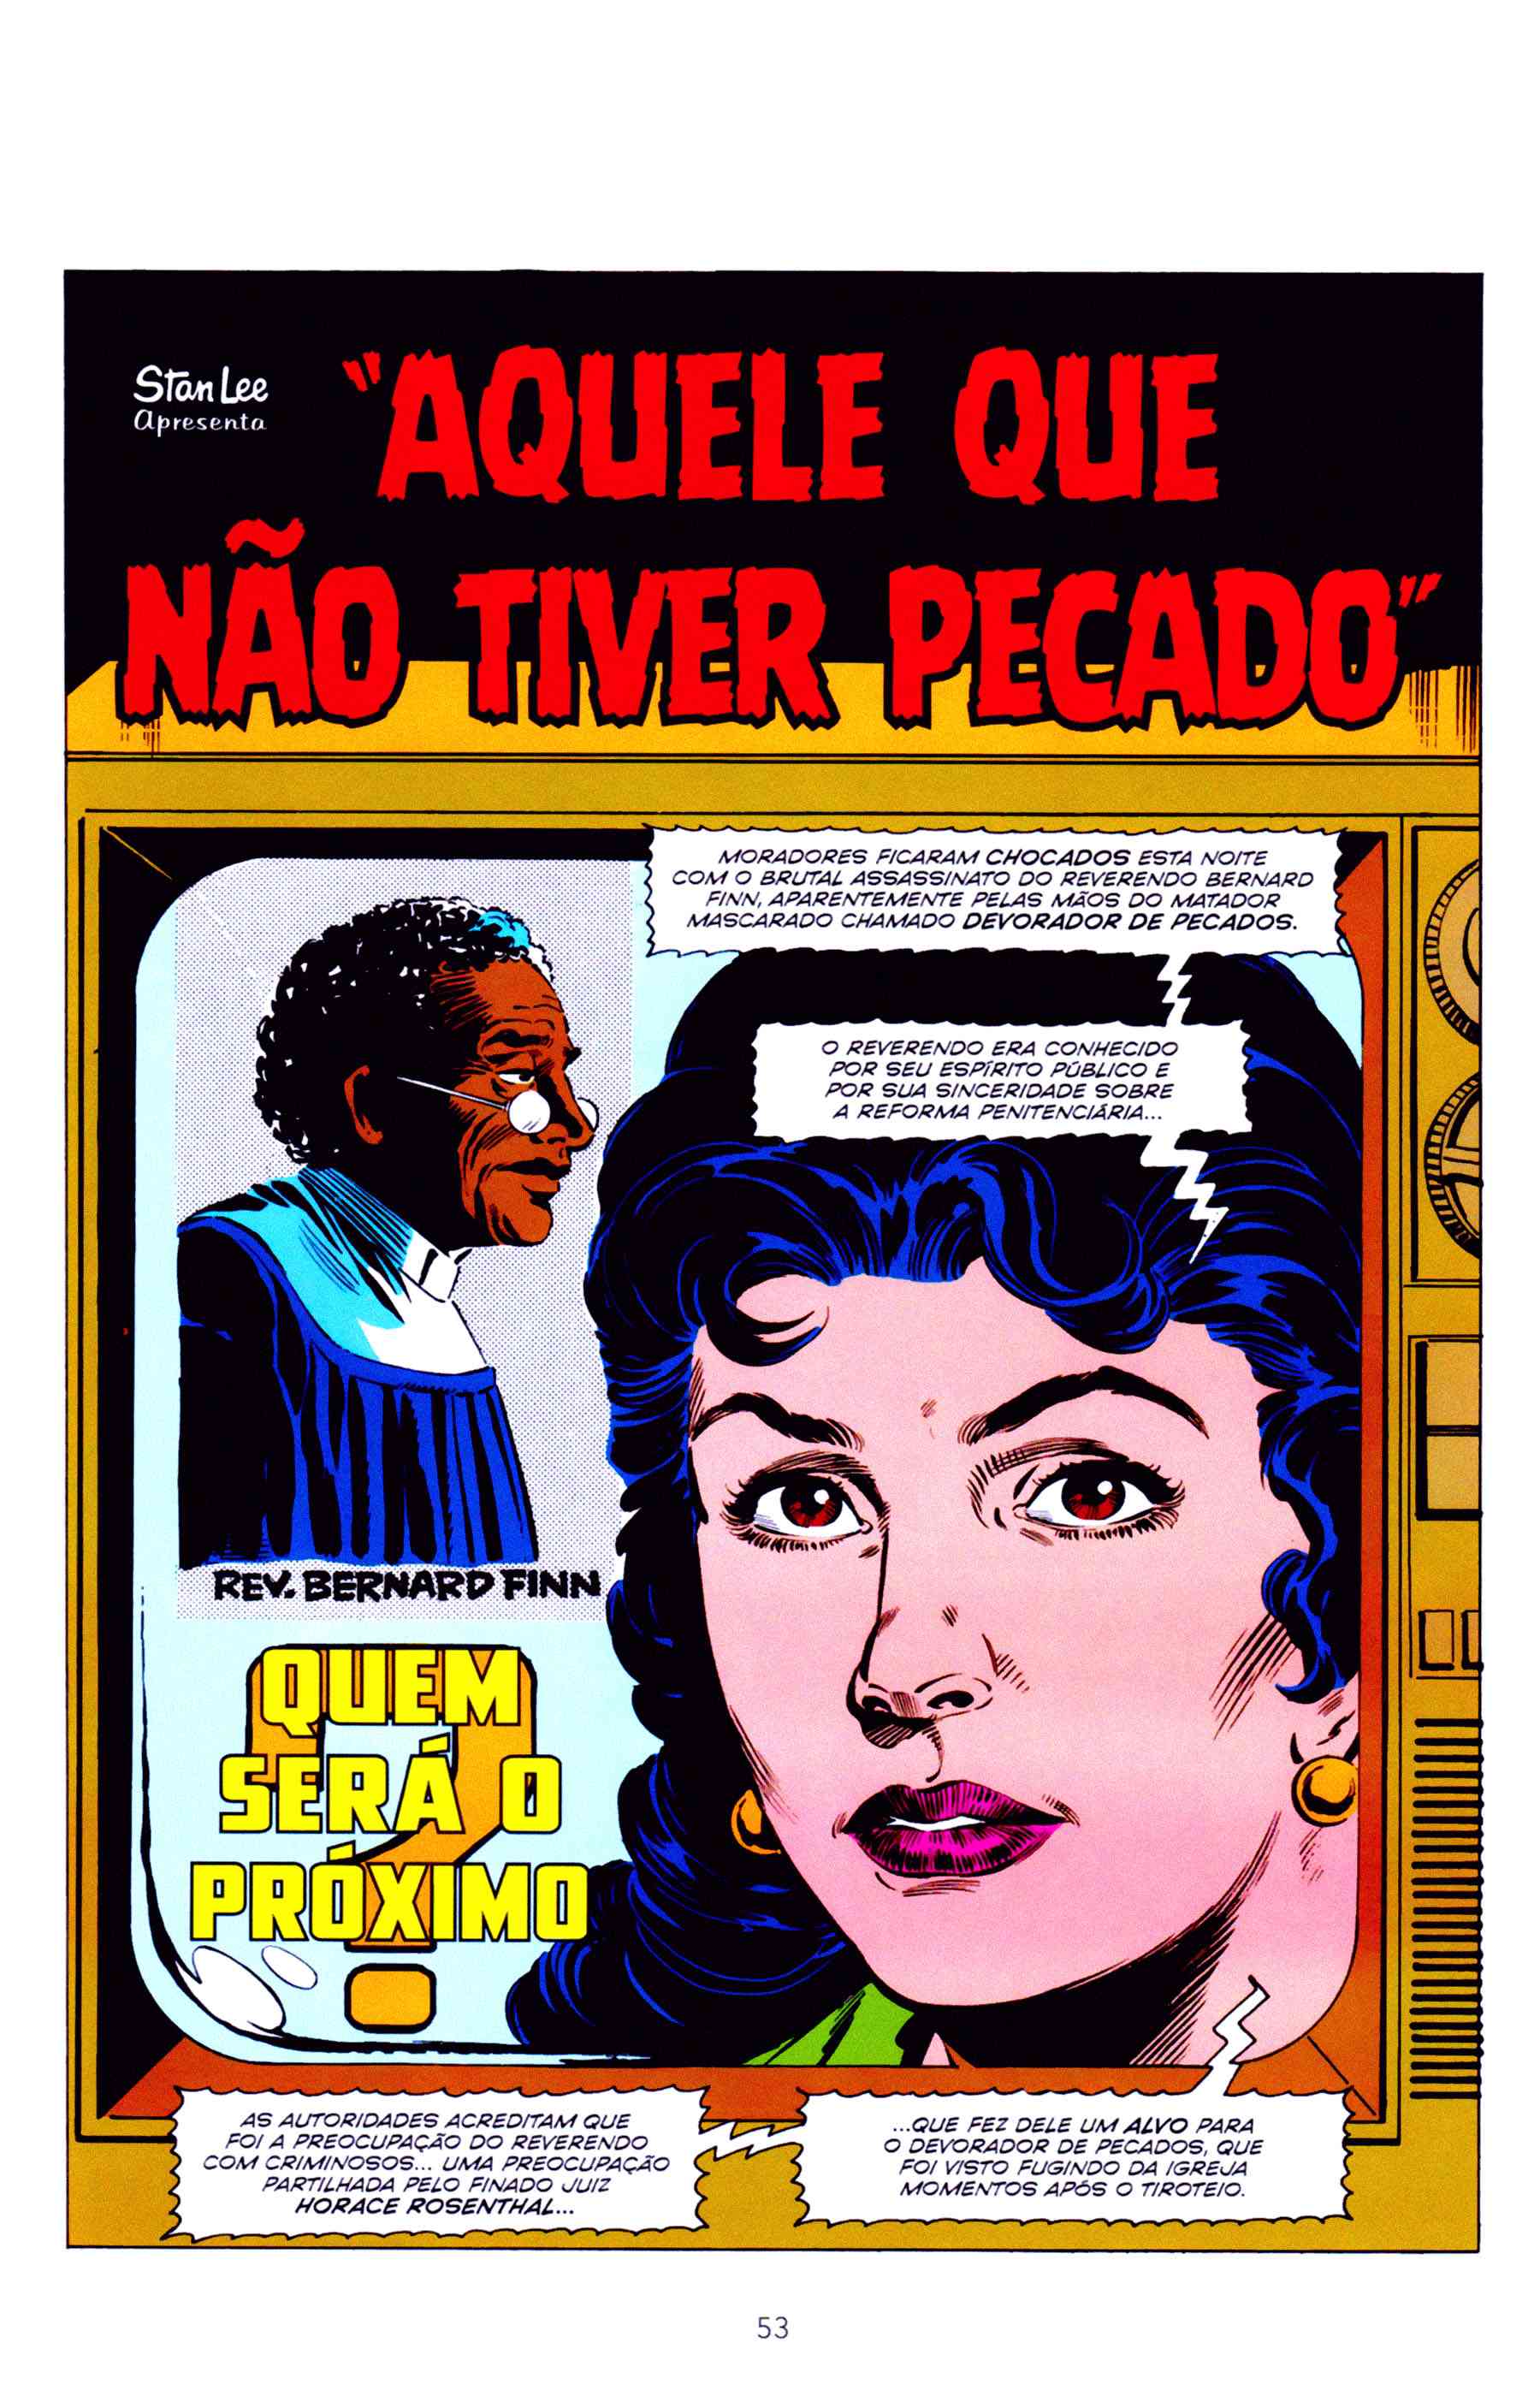 Stan Lee
Apresenta
"AQUELE QUE
NÃO TIVER PECADO"
MORADORES FICARAM CHOCADOS ESTA NOITE
COM O BRUTAL ASSASSINATO DO REVERENDO BERNARD
FINN, APARENTEMENTE PELAS MÃOS DO MATADOR
MASCARADO CHAMADO DEVORADOR DE PECADOS.
O REVERENDO ERA CONHECIDO
POR SEU ESPÍRITO PÚBLICO E
POR SUA SINCERIDADE SOBRE
A REFORMA PENITENCIÁRIA...
REV. BERNARD FINN
QUEM
SERÁ O
PRÓXIMO
?
AS AUTORIDADES ACREDITAM QUE
FOI A PREOCUPAÇÃO DO REVERENDO
COM CRIMINOSOS... UMA PREOCUPAÇÃO
PARTILHADA PELO FINADO JUIZ
HORACE ROSENTHAL...
...QUE FEZ DELE UM ALVO PARA
O DEVORADOR DE PECADOS, QUE
FOI VISTO FUGINDO DA IGREJA
MOMENTOS APÓS O TIROTEIO.
53